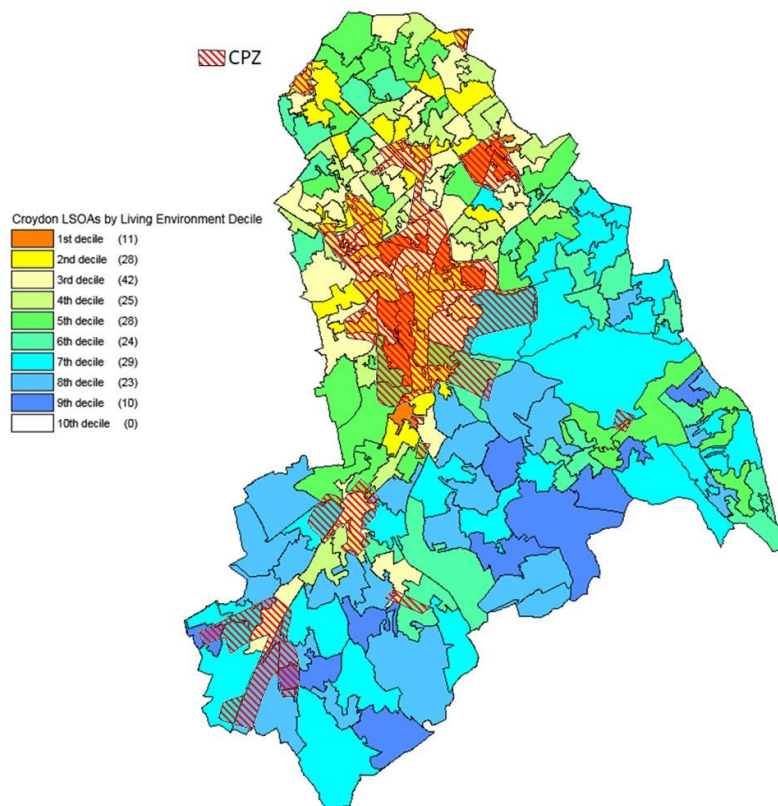 CPZ
Croydon LSOAs by Living Environment Decile
1st decile (11)
2nd decile (28)
3rd decile (42)
4th decile (25)
5th decile (28)
6th decile (24)
7th decile (29)
8th decile (23)
9th decile (10)
10th decile (0)